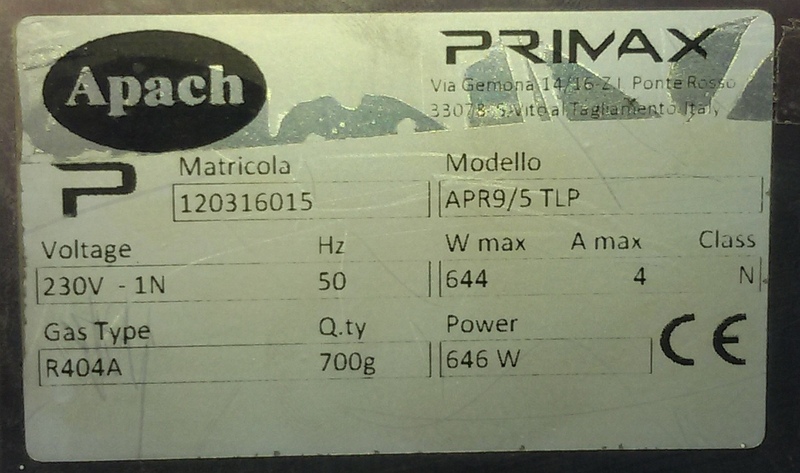 Apach
PRIMAX
Via Gemona, 14/16-Z.I. Ponte Rosso
33078-S.Vito al Tagliamento, Italy
P
Matricola Modello
120316015 APR9/5 TLP
Voltage Hz W max A max Class
230V - 1N 50 644 4 N
Gas Type Q.ty Power
R404A 700g 646 W CE